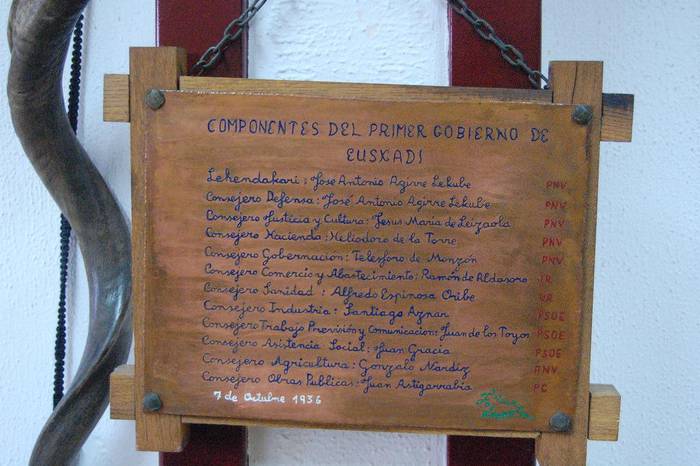 COMPONENTES DEL PRIMER GOBIERNO DE
EUSKADI
Lehendakari: José Antonio Agirre Lekube PNV
Consejero Defensa: José Antonio Agirre Lekube PNV
Consejero Justicia y Cultura: Jesus Maria de Leizaola PNV
Consejero Hacienda: Heliodoro de la Torre PNV
Consejero Gobernación: Telesforo de Monzón PNV
Consejero Comercio y Abastecimiento: Ramón de Aldasoro IR
Consejero Sanidad: Alfredo Espinosa Oribe UR
Consejero Industria: Santiago Aznar PSOE
Consejero Trabajo Previsión y Comunicación: Juan de los Toyos PSOE
Consejero Asistencia Social: Juan Gracia PSOE
Consejero Agricultura: Gonzalo Nardiz ANV
Consejero Obras Publicas: Juan Astigarrabia PC
7 de Octubre 1936